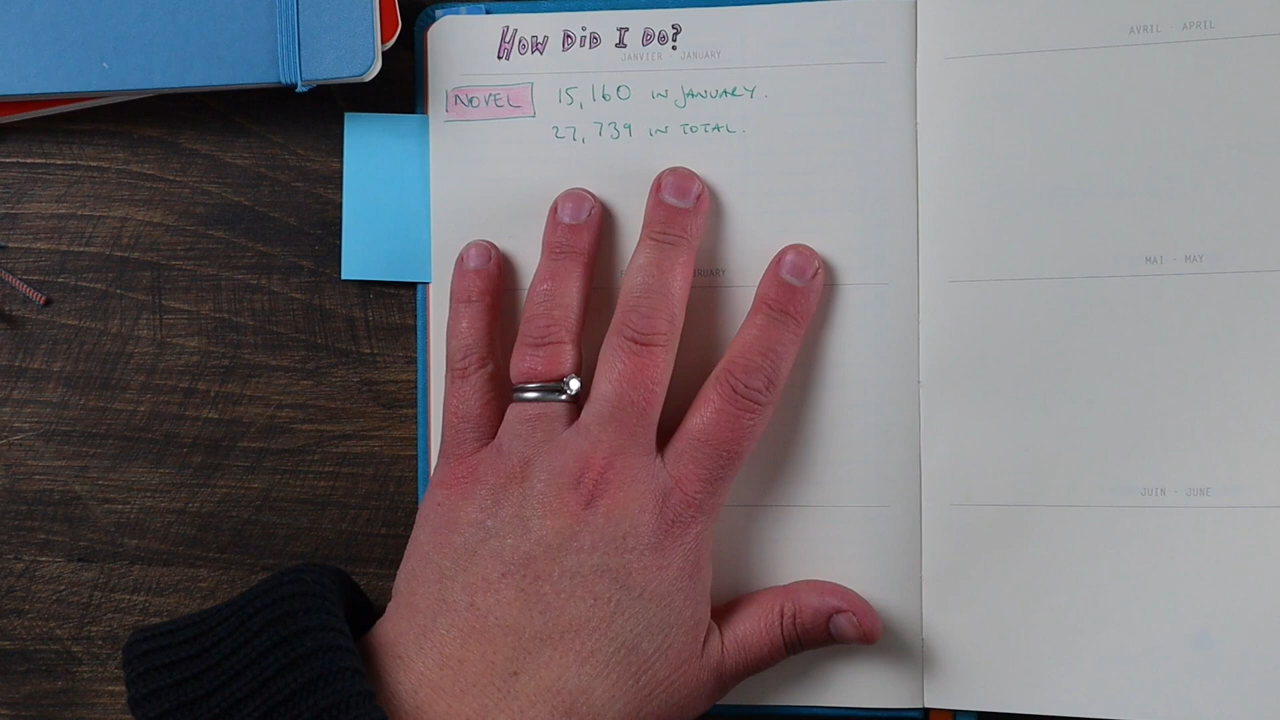 HOW DID I DO?
JANVIER - JANUARY
NOVEL 15,160 IN JANUARY.
27,739 IN TOTAL.
AVRIL - APRIL
MAI - MAY
JUIN - JUNE